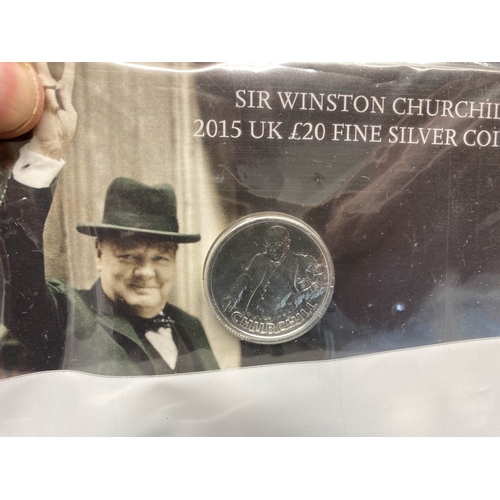 SIR WINSTON CHURCHIL
2015 UK £20 FINE SILVER COI
CHURCHILL